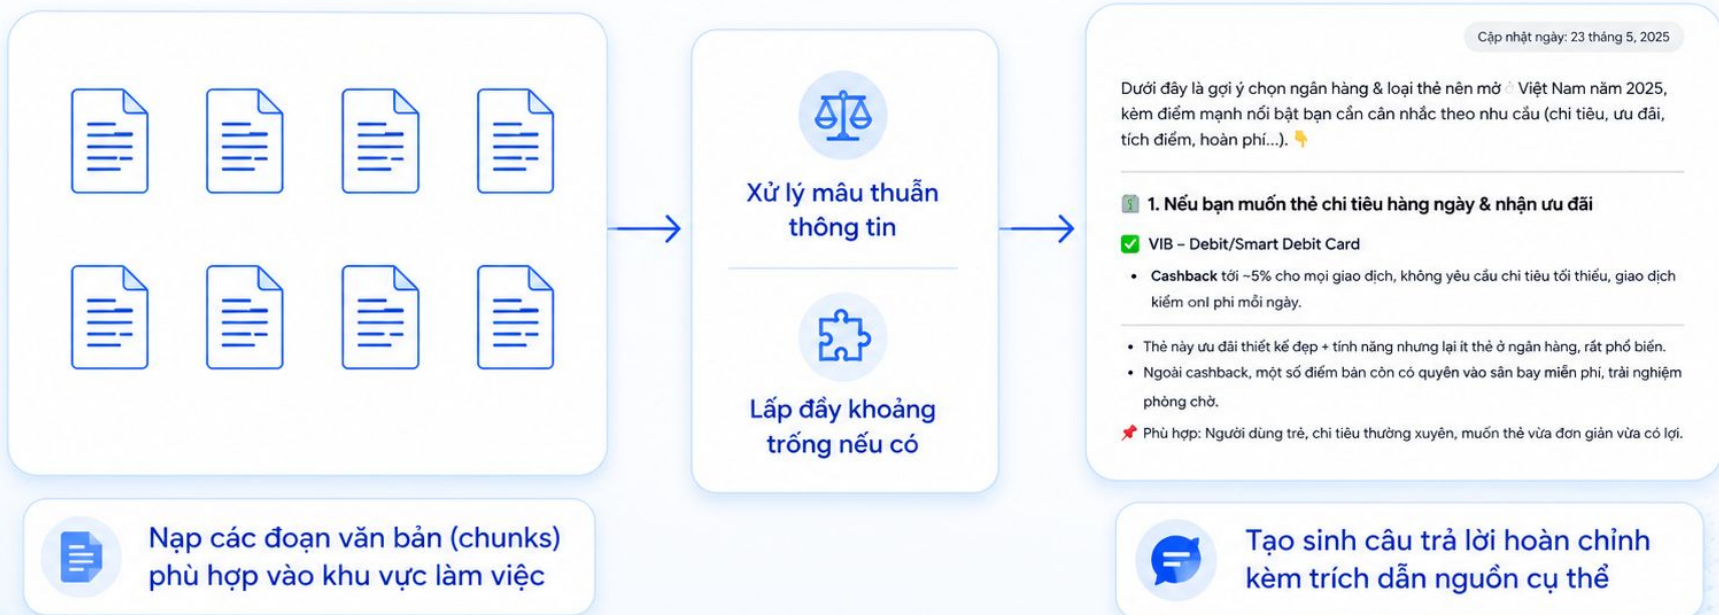 Xử lý mâu thuẫn
thông tin
Lấp đầy khoảng
trống nếu có
Cập nhật ngày: 23 tháng 5, 2025
Dưới đây là gợi ý chọn ngân hàng & loại thẻ nên mở ở Việt Nam năm 2025,
kèm điểm mạnh nổi bật bạn cần cân nhắc theo nhu cầu (chi tiêu, ưu đãi,
tích điểm, hoàn phí...). 👇
1. Nếu bạn muốn thẻ chi tiêu hàng ngày & nhận ưu đãi
✅ VIB – Debit/Smart Debit Card
• Cashback tới ~5% cho mọi giao dịch, không yêu cầu chi tiêu tối thiểu, giao dịch
kiểm onl phi mỗi ngày.
• Thẻ này ưu đãi thiết kế đẹp + tính năng nhưng lại ít thẻ ở ngân hàng, rất phổ biến.
• Ngoài cashback, một số điểm bán còn có quyên vào sân bay miễn phí, trải nghiệm
phòng chờ.
📌 Phù hợp: Người dùng trẻ, chi tiêu thường xuyên, muốn thẻ vừa đơn giản vừa có lợi.
Nạp các đoạn văn bản (chunks)
phù hợp vào khu vực làm việc
Tạo sinh câu trả lời hoàn chỉnh
kèm trích dẫn nguồn cụ thể